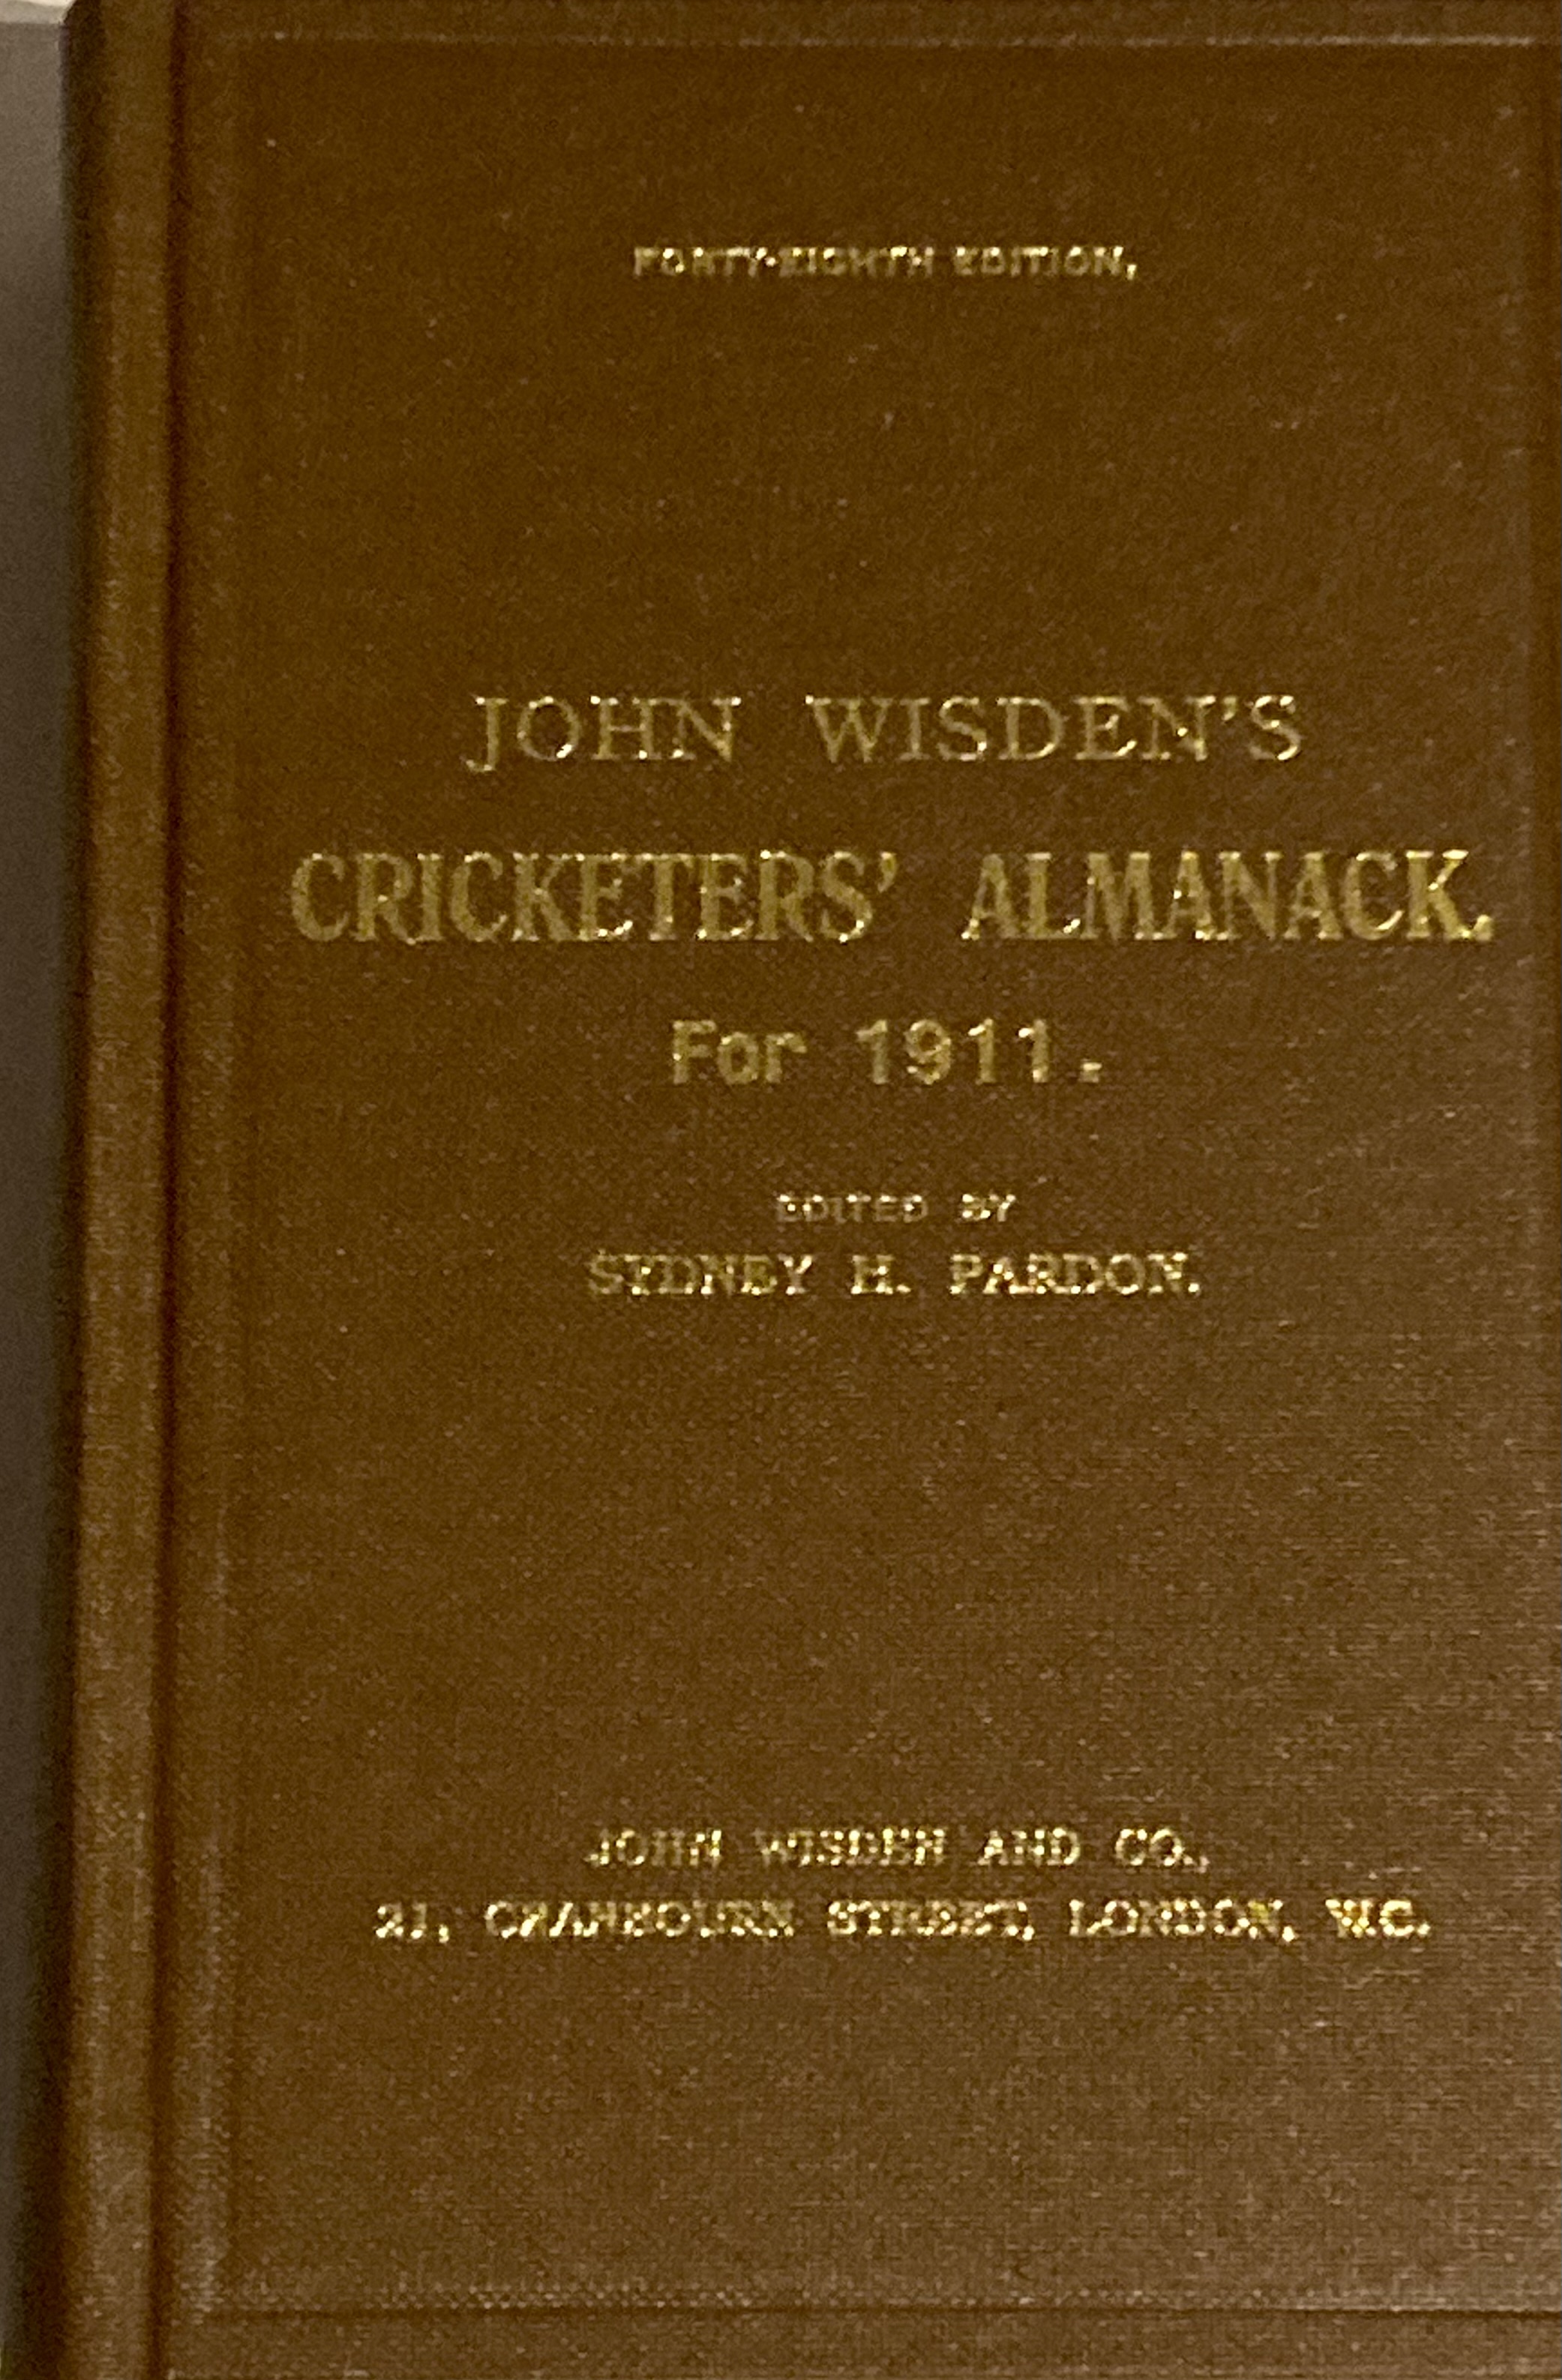 FORTY-EIGHTH EDITION,
JOHN WISDEN'S
CRICKETERS' ALMANACK.
For 1911.
EDITED BY
SYDNEY H. PARDON.
JOHN WISDEN AND CO.,
21, CRANBOURN STREET, LONDON, W.C.